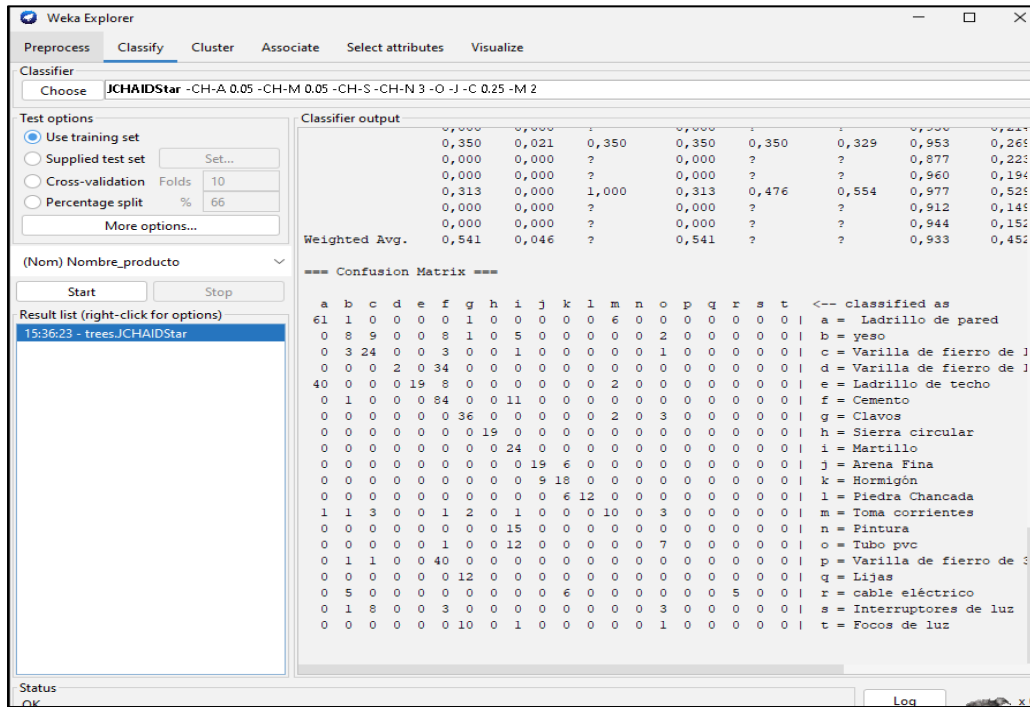 Weka Explorer
Preprocess Classify Cluster Associate Select attributes Visualize
Classifier
Choose JCHAIDStar -CH-A 0.05 -CH-M 0.05 -CH-S -CH-N 3 -O -J -C 0.25 -M 2
Test options
Use training set
Supplied test set Set...
Cross-validation Folds 10
Percentage split % 66
More options...
(Nom) Nombre_producto
Start Stop
Result list (right-click for options)
15:36:23 - trees.JCHAIDStar
Classifier output
0,350 0,021 0,350 0,350 0,350 0,329 0,953 0,269
0,000 0,000 ? 0,000 ? ? 0,877 0,223
0,000 0,000 ? 0,000 ? ? 0,960 0,194
0,313 0,000 1,000 0,313 0,476 0,554 0,977 0,529
0,000 0,000 ? 0,000 ? ? 0,912 0,149
0,000 0,000 ? 0,000 ? ? 0,944 0,152
Weighted Avg. 0,541 0,046 ? 0,541 ? ? 0,933 0,452
=== Confusion Matrix ===
a b c d e f g h i j k l m n o p q r s t <-- classified as
61 1 0 0 0 0 1 0 0 0 0 0 6 0 0 0 0 0 0 0 | a = Ladrillo de pared
0 8 9 0 0 8 1 0 5 0 0 0 0 0 2 0 0 0 0 0 | b = yeso
0 3 24 0 0 3 0 0 1 0 0 0 0 0 1 0 0 0 0 0 | c = Varilla de fierro de
0 0 0 2 0 34 0 0 0 0 0 0 0 0 0 0 0 0 0 0 | d = Varilla de fierro de
40 0 0 0 19 8 0 0 0 0 0 0 2 0 0 0 0 0 0 0 | e = Ladrillo de techo
0 1 0 0 0 84 0 0 11 0 0 0 0 0 0 0 0 0 0 0 | f = Cemento
0 0 0 0 0 0 36 0 0 0 0 0 2 0 3 0 0 0 0 0 | g = Clavos
0 0 0 0 0 0 0 19 0 0 0 0 0 0 0 0 0 0 0 0 | h = Sierra circular
0 0 0 0 0 0 0 0 24 0 0 0 0 0 0 0 0 0 0 0 | i = Martillo
0 0 0 0 0 0 0 0 0 19 6 0 0 0 0 0 0 0 0 0 | j = Arena Fina
0 0 0 0 0 0 0 0 0 9 18 0 0 0 0 0 0 0 0 0 | k = Hormigón
0 0 0 0 0 0 0 0 0 0 6 12 0 0 0 0 0 0 0 0 | l = Piedra Chancada
1 1 3 0 0 1 2 0 1 0 0 0 10 0 3 0 0 0 0 0 | m = Toma corrientes
0 0 0 0 0 0 0 0 15 0 0 0 0 0 0 0 0 0 0 0 | n = Pintura
0 0 0 0 0 1 0 0 12 0 0 0 0 0 7 0 0 0 0 0 | o = Tubo pvc
0 1 1 0 0 40 0 0 0 0 0 0 0 0 0 0 0 0 0 0 | p = Varilla de fierro de
0 0 0 0 0 0 12 0 0 0 0 0 0 0 0 0 0 0 0 0 | q = Lijas
0 5 0 0 0 0 0 0 0 0 6 0 0 0 0 0 0 5 0 0 | r = cable eléctrico
0 1 8 0 0 3 0 0 0 0 0 0 0 0 3 0 0 0 0 0 | s = Interruptores de luz
0 0 0 0 0 0 10 0 1 0 0 0 0 0 1 0 0 0 0 0 | t = Focos de luz
Status
OK
Log
x